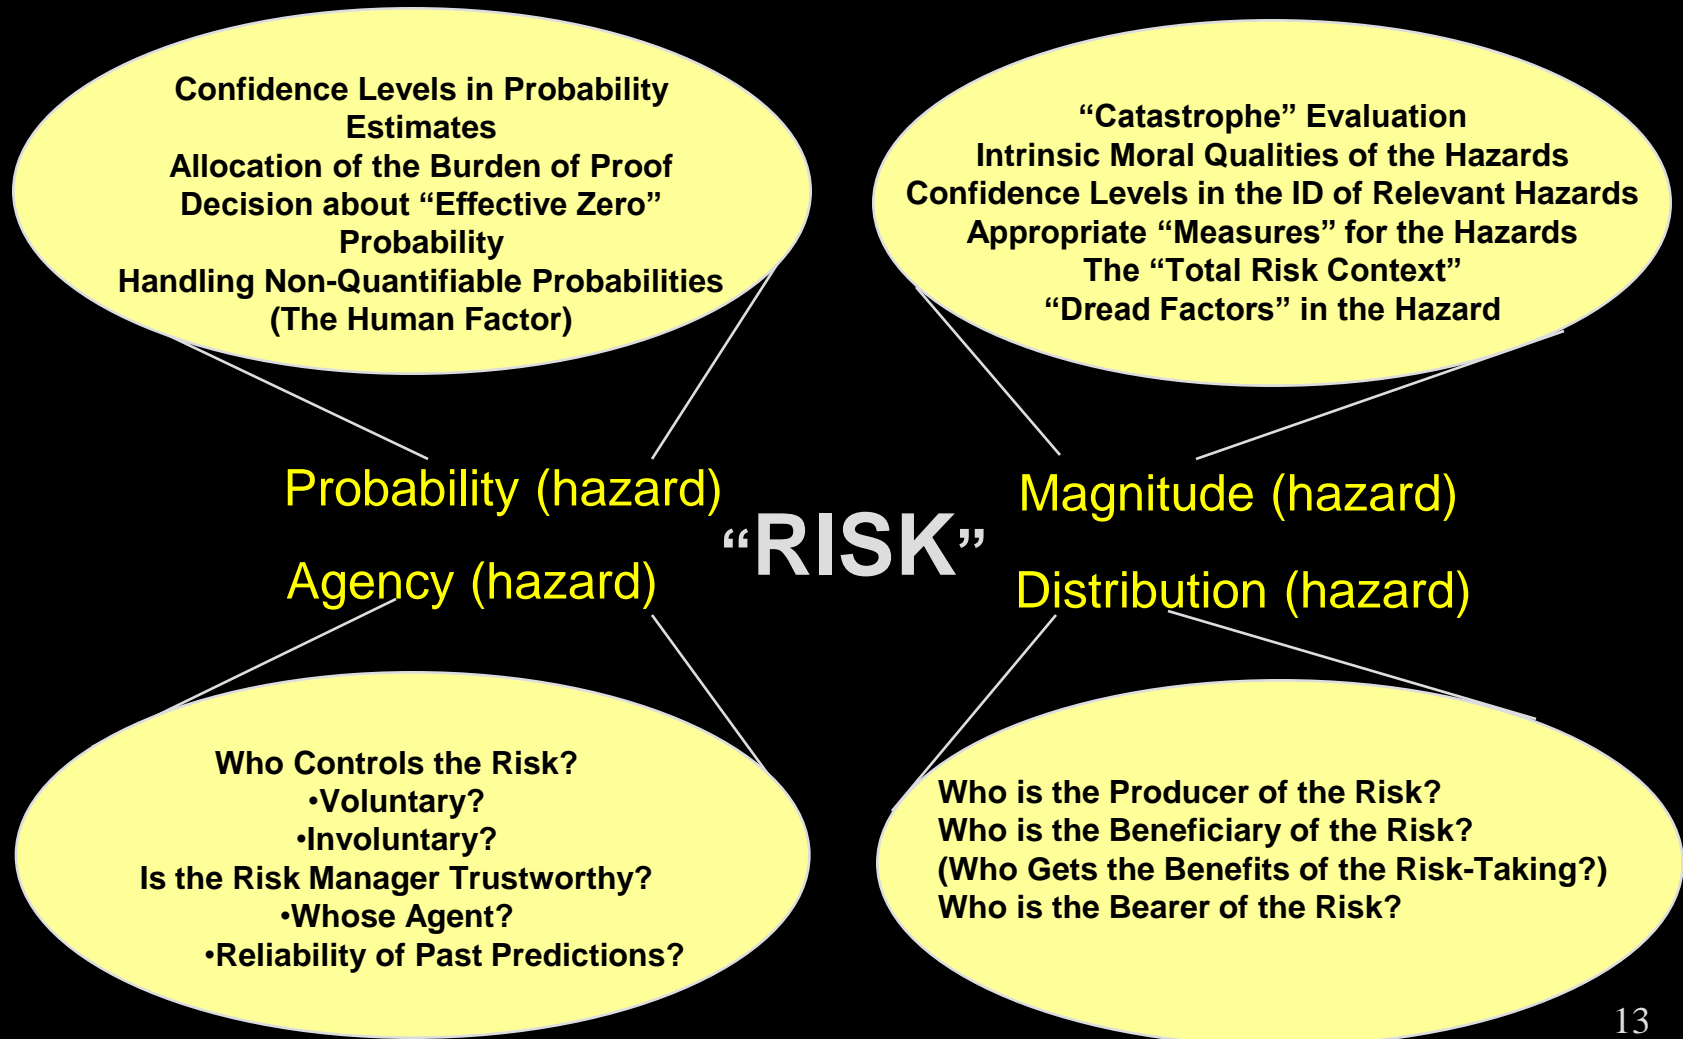 Confidence Levels in Probability
Estimates
Allocation of the Burden of Proof
Decision about “Effective Zero”
Probability
Handling Non-Quantifiable Probabilities
(The Human Factor)
“Catastrophe” Evaluation
Intrinsic Moral Qualities of the Hazards
Confidence Levels in the ID of Relevant Hazards
Appropriate “Measures” for the Hazards
The “Total Risk Context”
“Dread Factors” in the Hazard
Probability (hazard)
Magnitude (hazard)
“RISK”
Agency (hazard)
Distribution (hazard)
Who Controls the Risk?
•Voluntary?
•Involuntary?
Is the Risk Manager Trustworthy?
•Whose Agent?
•Reliability of Past Predictions?
Who is the Producer of the Risk?
Who is the Beneficiary of the Risk?
(Who Gets the Benefits of the Risk-Taking?)
Who is the Bearer of the Risk?
13